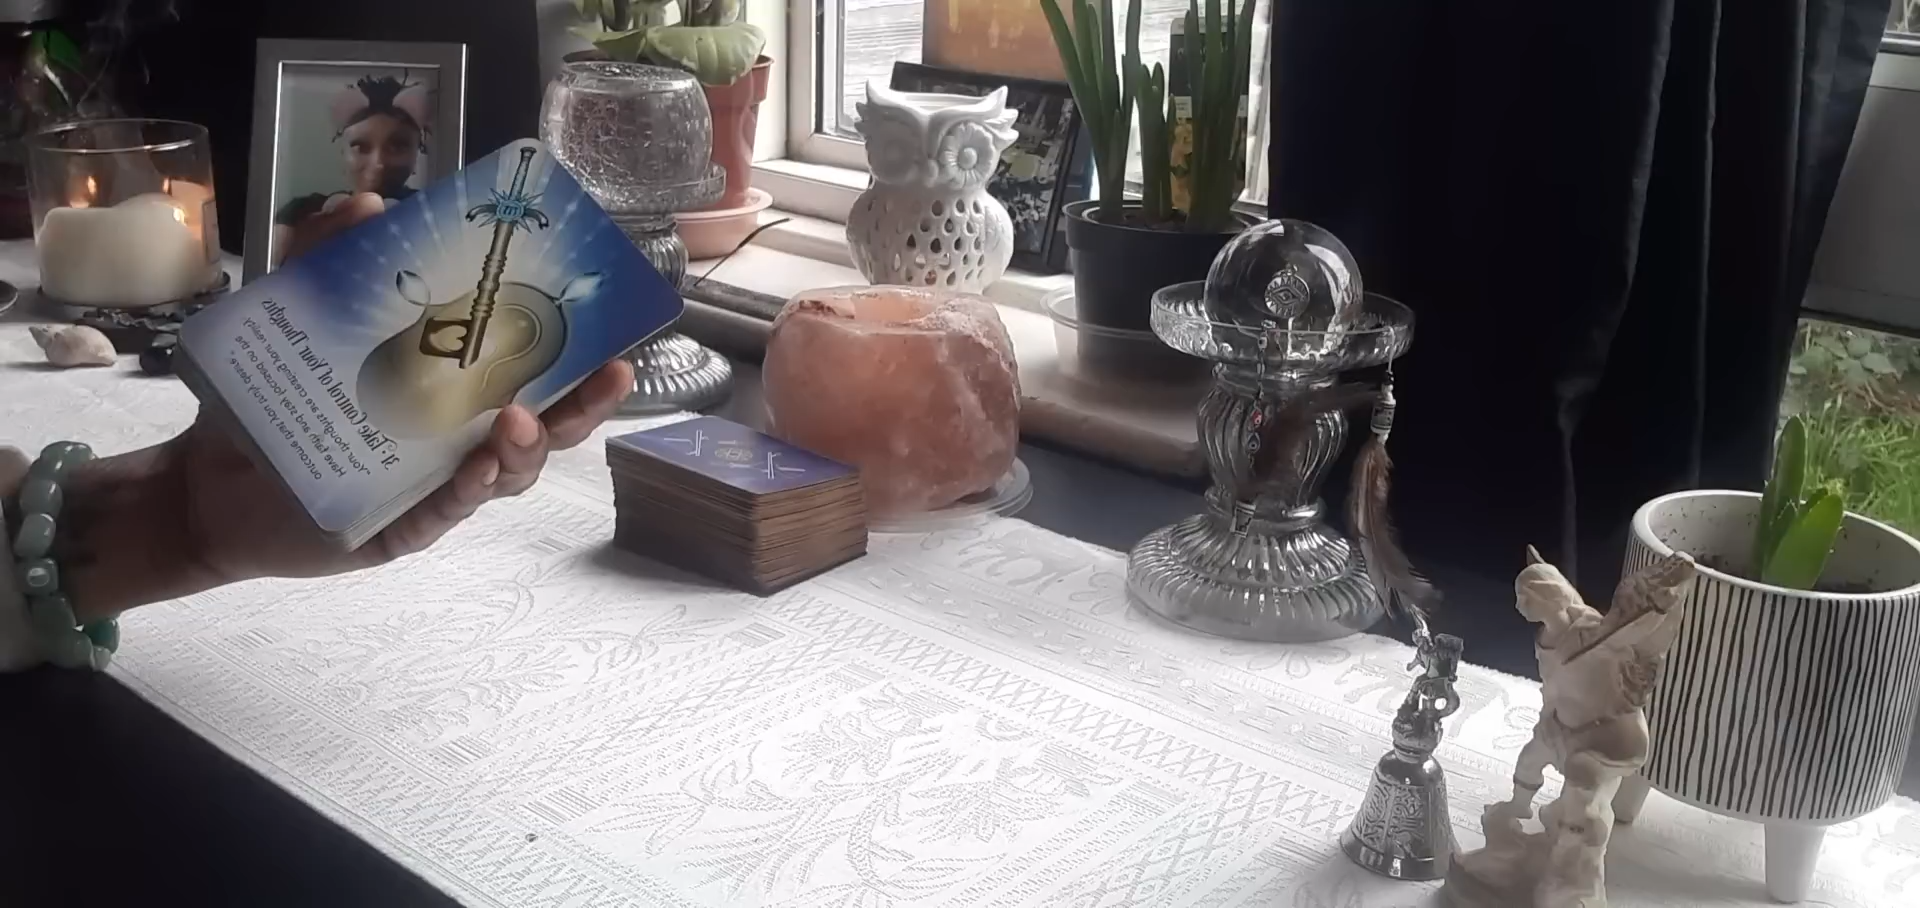 31. Take Control of Your Thoughts
"Your thoughts are creating your reality.
Have faith and stay focused on the
outcome that you truly desire."